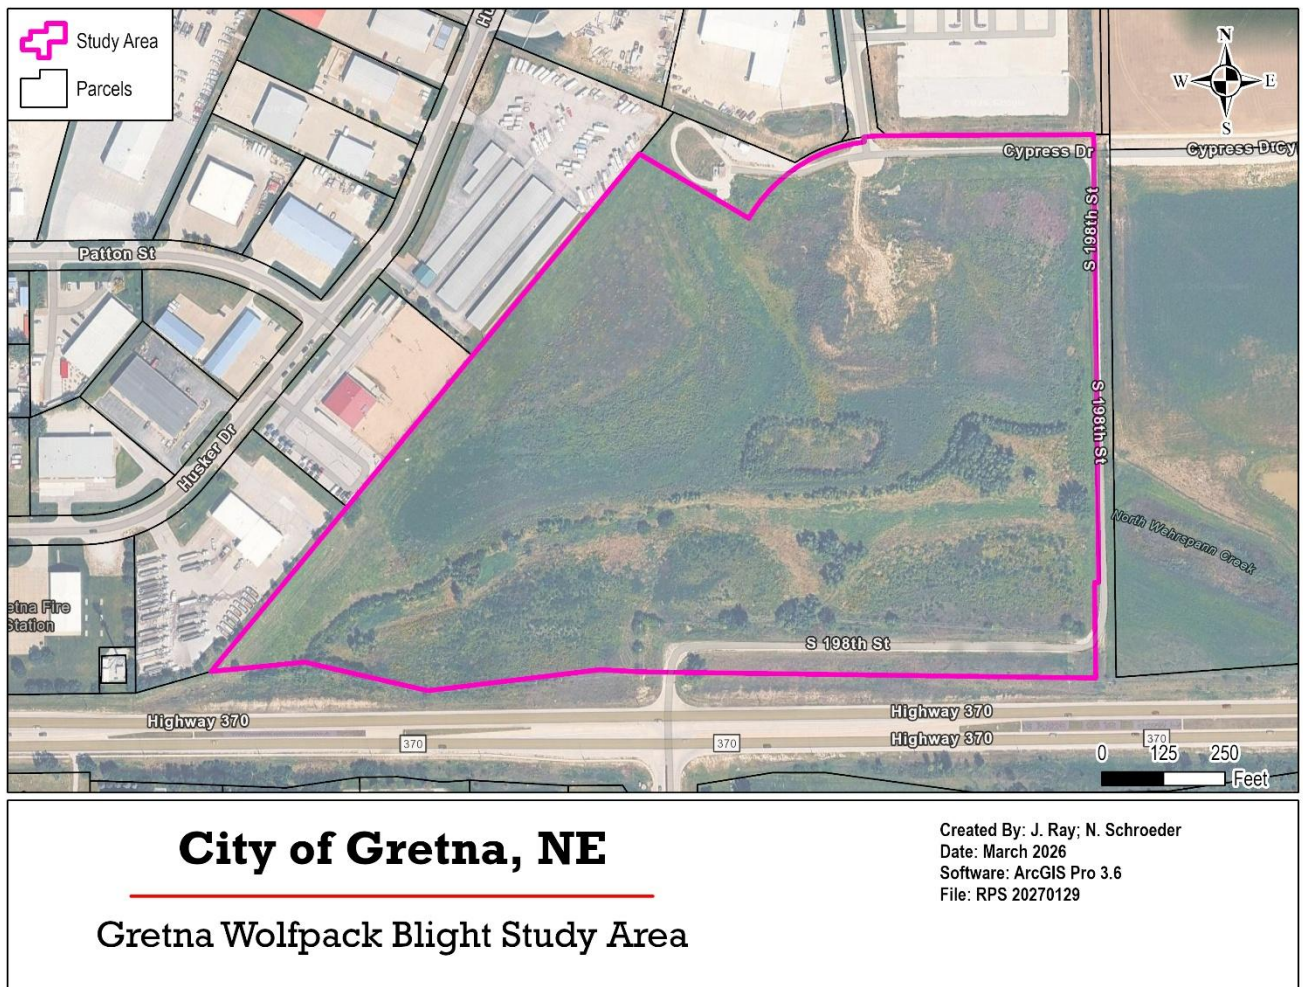 Study Area
Parcels
N
W
E
S
Hu
Cypress Dr
Cypress Dr
Cy
S 198th St
Patton St
S 198th St
Husker Dr
North Wehrspann Creek
etna Fire
Station
S 198th St
Highway 370
Highway 370
Highway 370
370
370
370
0 125 250
Feet
City of Gretna, NE
Gretna Wolfpack Blight Study Area
Created By: J. Ray; N. Schroeder
Date: March 2026
Software: ArcGIS Pro 3.6
File: RPS 20270129